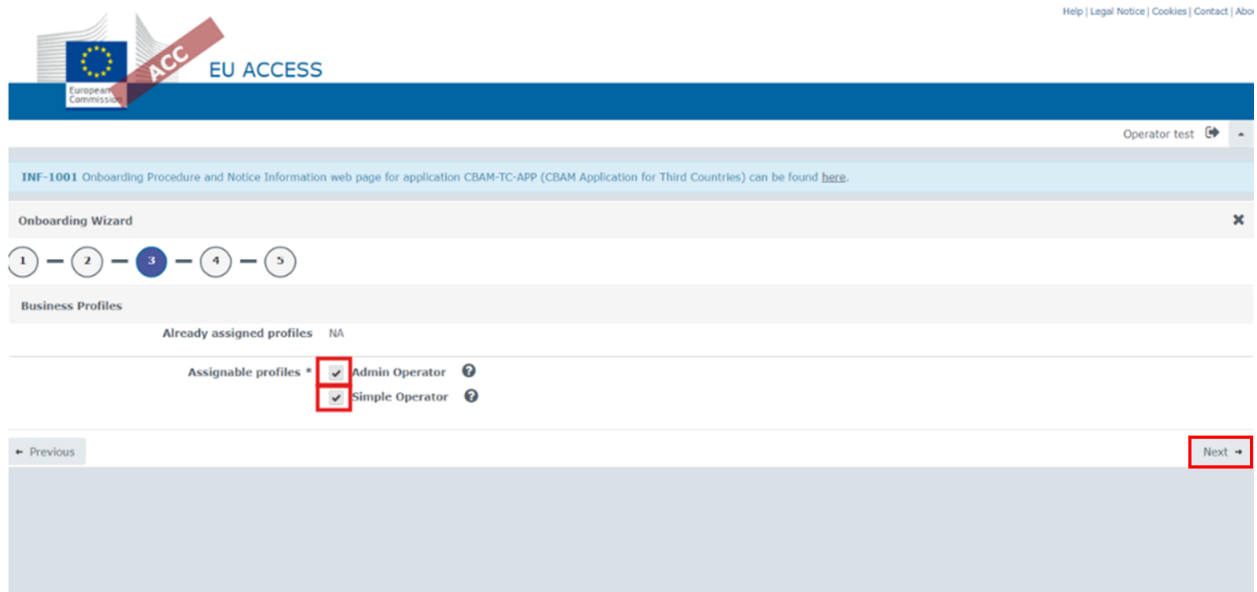 Help | Legal Notice | Cookies | Contact | Abou
ACC
EU ACCESS
European
Commission
Operator test
INF-1001 Onboarding Procedure and Notice Information web page for application CBAM-TC-APP (CBAM Application for Third Countries) can be found here.
Onboarding Wizard
1 2 3 4 5
Business Profiles
Already assigned profiles NA
Assignable profiles * Admin Operator
Simple Operator
Previous
Next